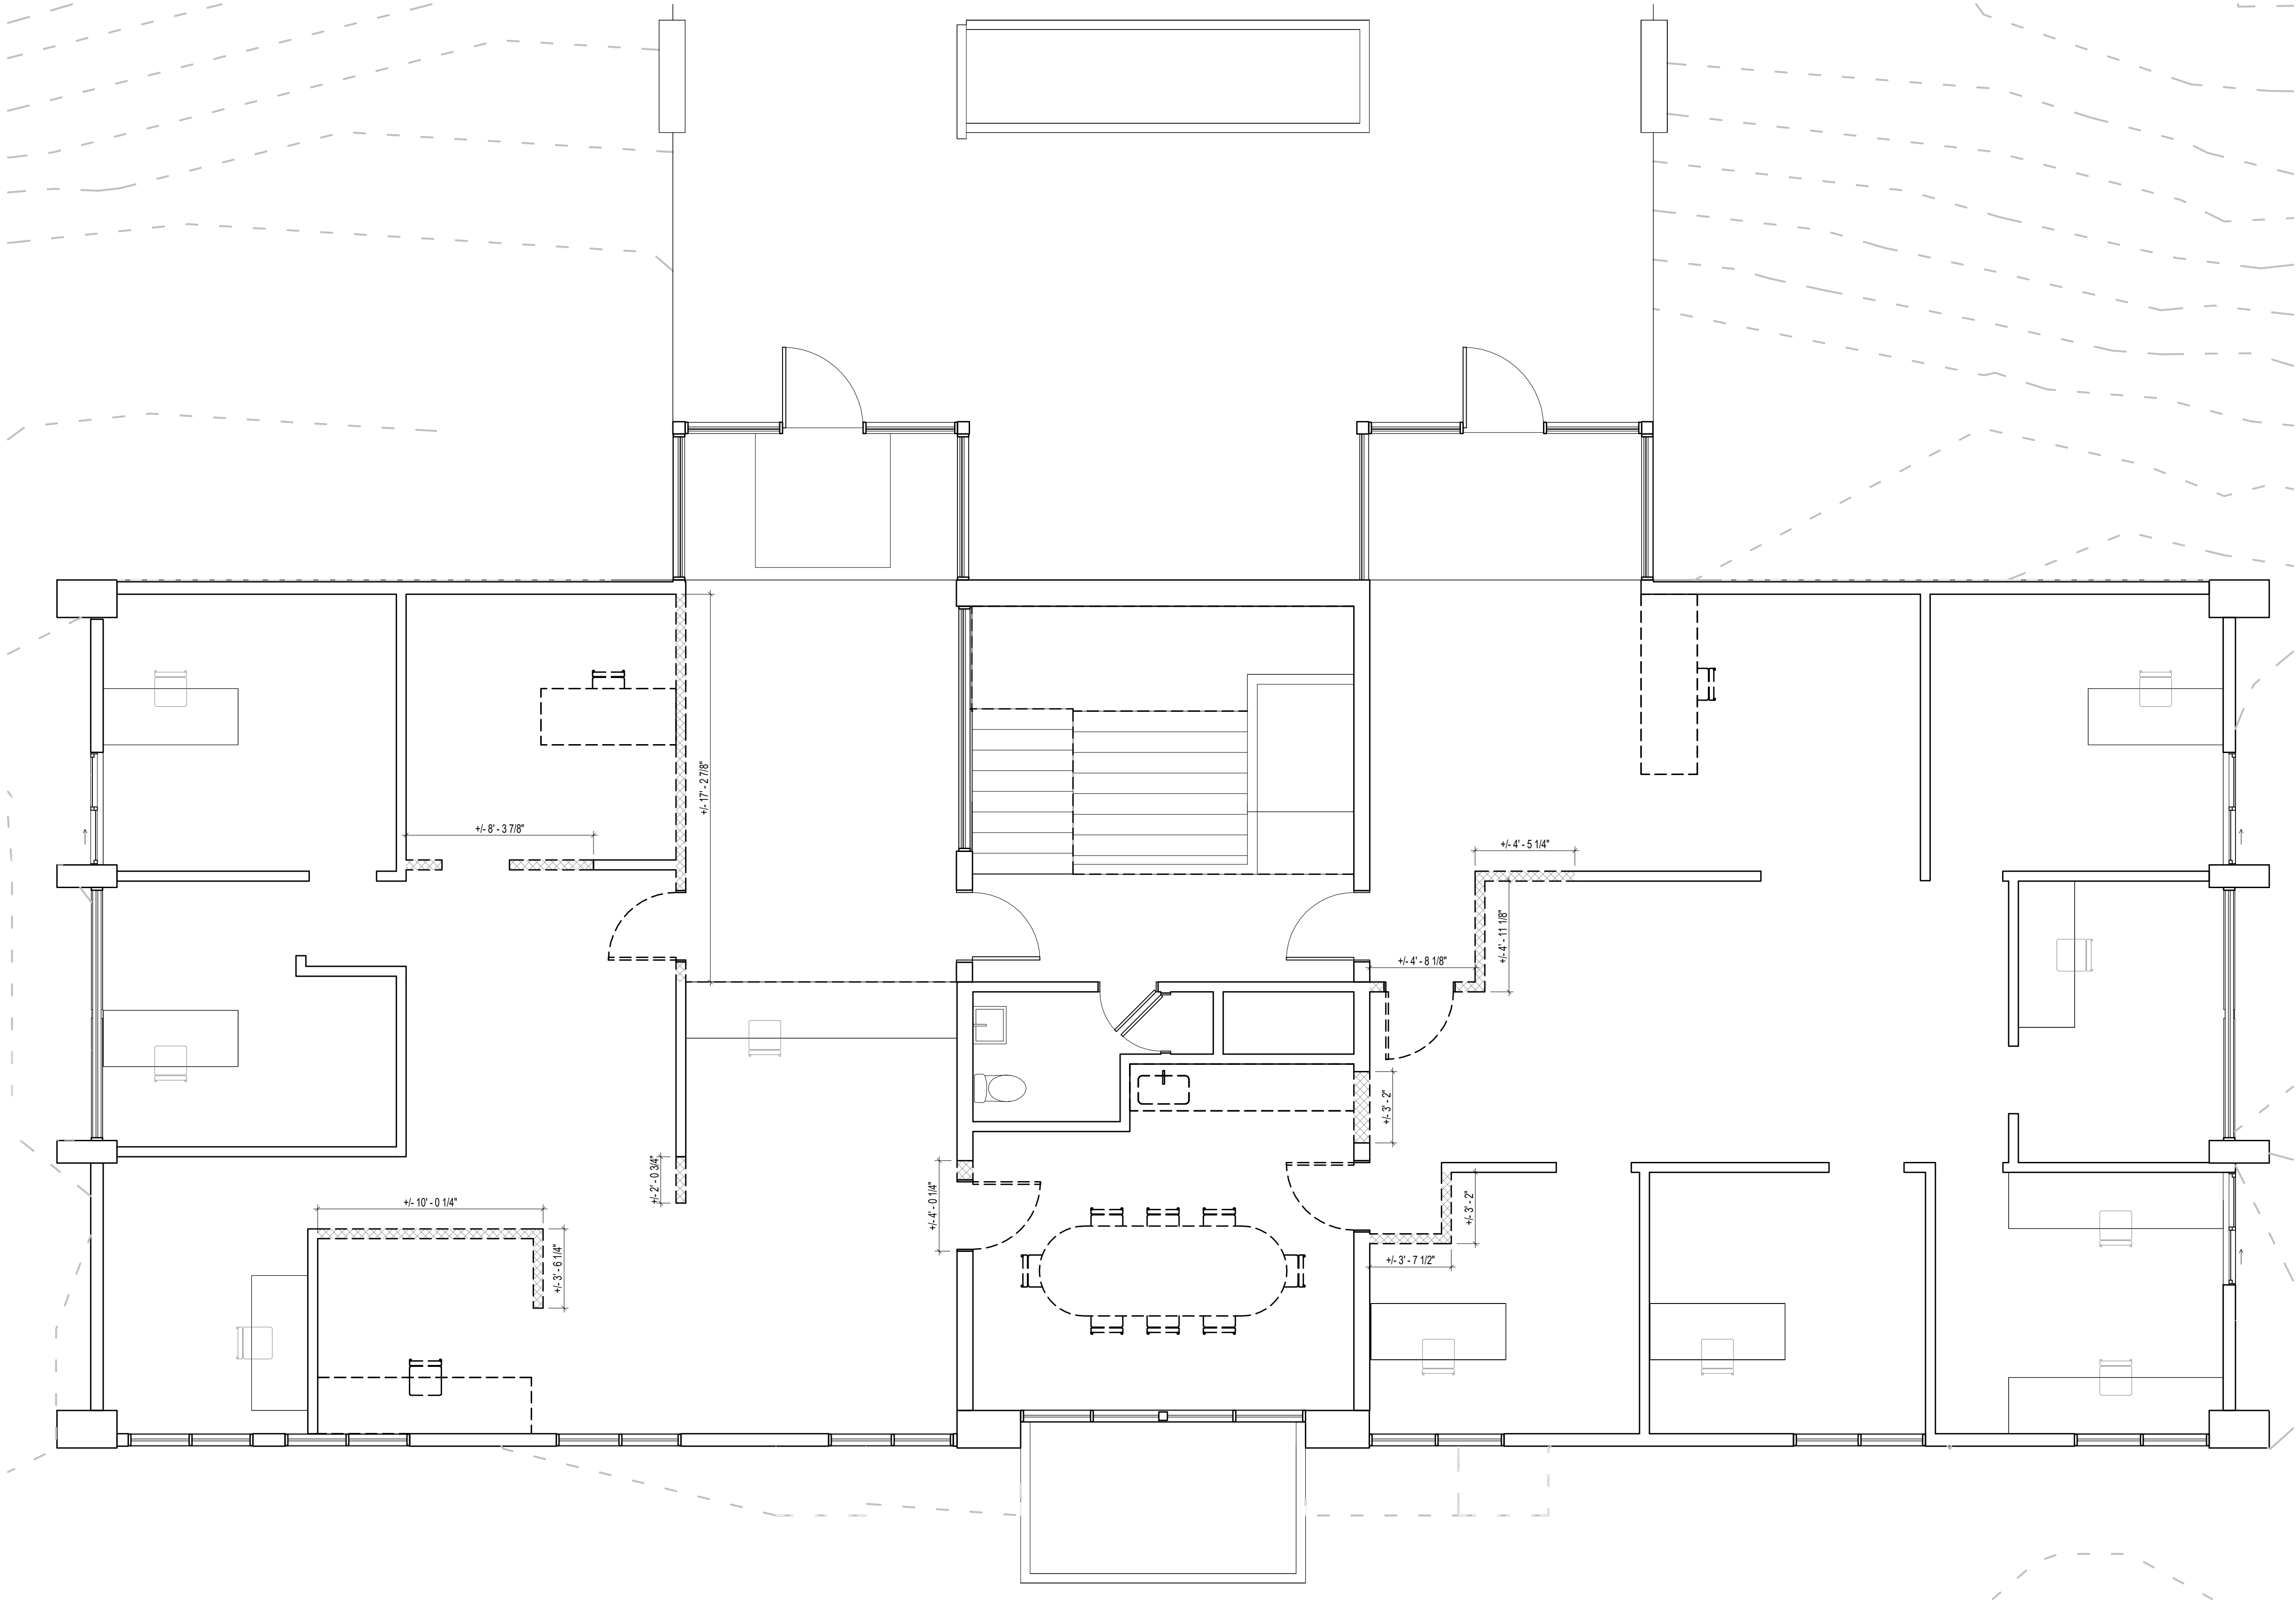 +/- 17' - 2 7/8"
+/- 8' - 3 7/8"
+/- 4' - 5 1/4"
+/- 4' - 11 1/8"
+/- 4' - 8 1/8"
+/- 3' - 2"
+/- 2' - 0 3/4"
+/- 10' - 0 1/4"
+/- 4' - 0 1/4"
+/- 3' - 2"
+/- 3' - 6 1/4"
+/- 3' - 7 1/2"